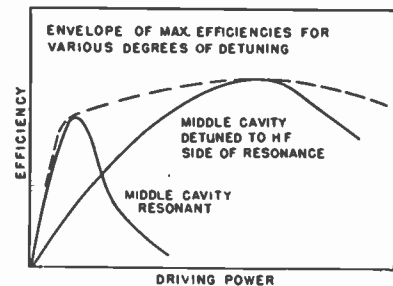 ENVELOPE OF MAX. EFFICIENCIES FOR
VARIOUS DEGREES OF DETUNING
EFFICIENCY
MIDDLE CAVITY
DETUNED TO HF
SIDE OF RESONANCE
MIDDLE CAVITY
RESONANT
DRIVING POWER